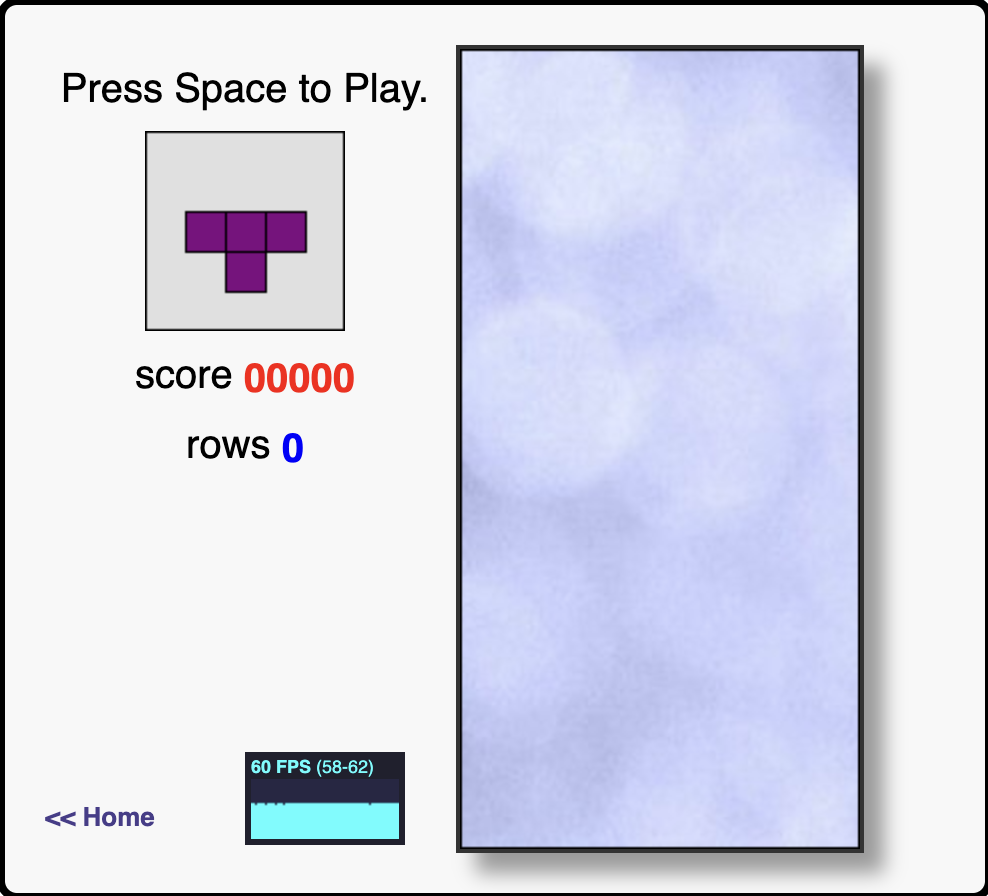 Press Space to Play.
score 00000
rows 0
60 FPS (58-62)
<< Home